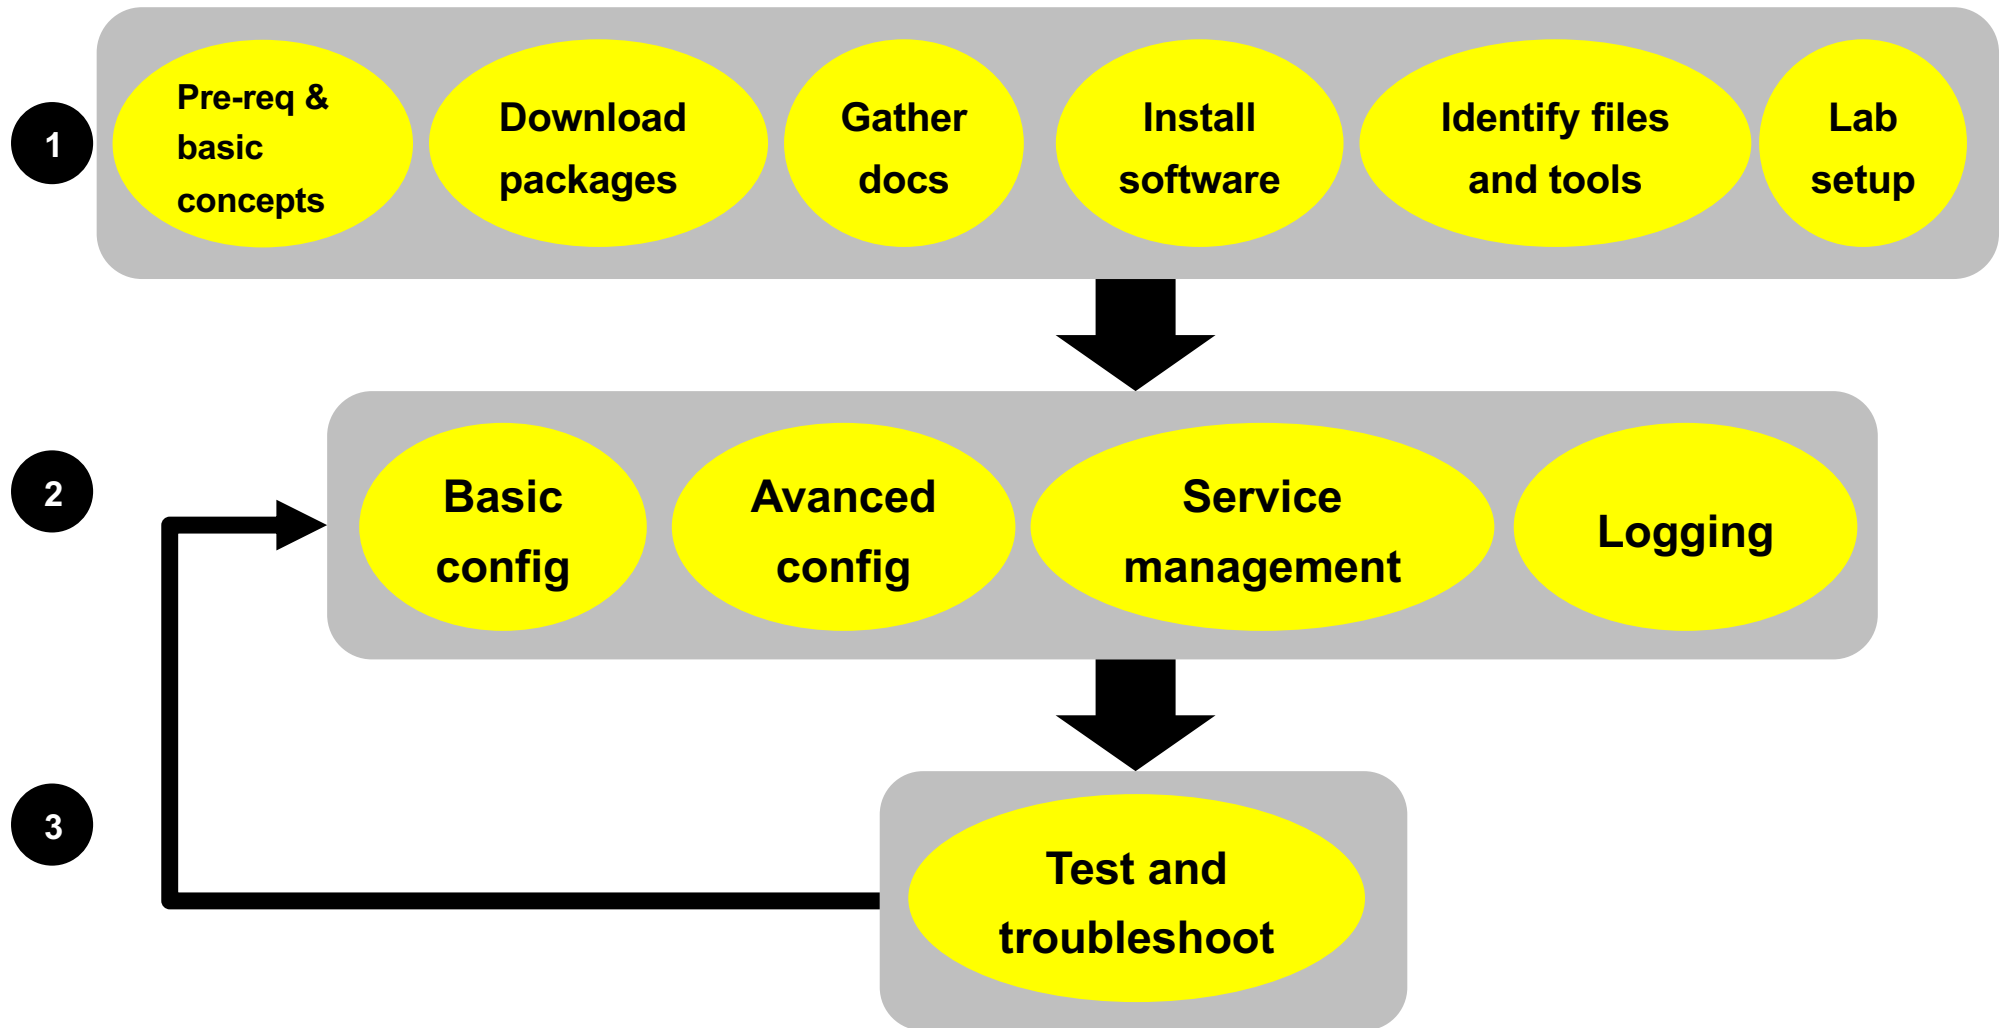 1
Pre-req &
basic
concepts
Download
packages
Gather
docs
Install
software
Identify files
and tools
Lab
setup
2
Basic
config
Avanced
config
Service
management
Logging
3
Test and
troubleshoot